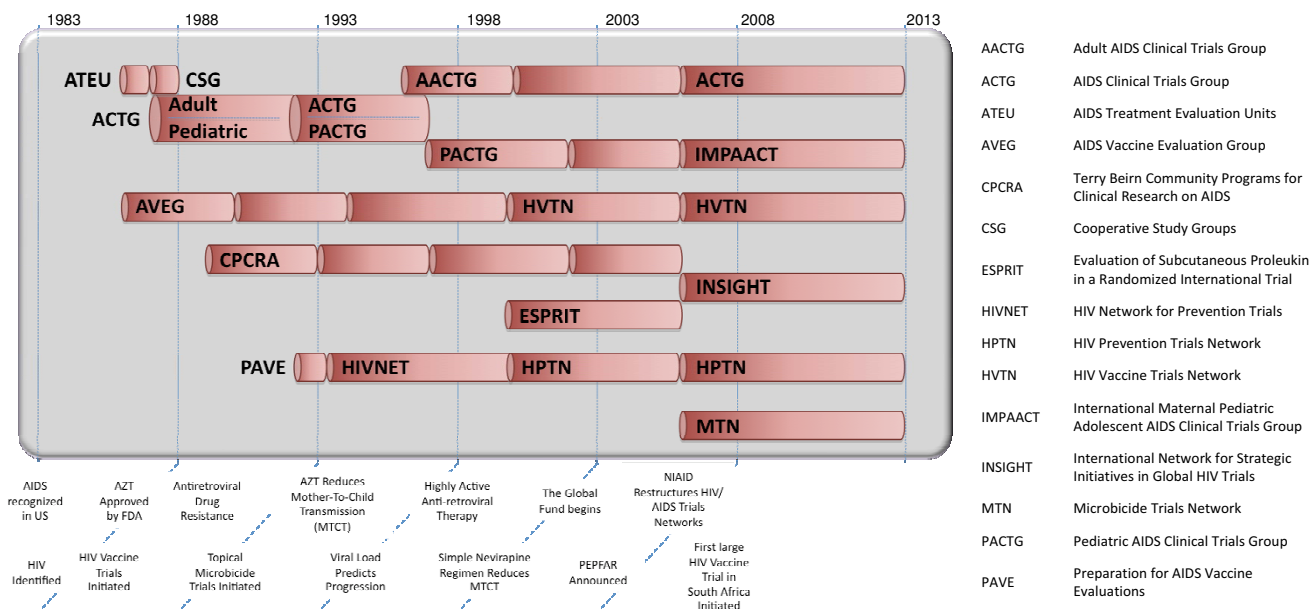 1983 1988 1993 1998 2003 2008 2013
ATEU CSG AACTG ACTG
ACTG Adult ACTG
Pediatric PACTG
PACTG IMPAACT
AVEG HVTN HVTN
CPCRA
INSIGHT
ESPRIT
PAVE HIVNET HPTN HPTN
MTN
AIDS
recognized
in US
AZT
Approved
by FDA
Antiretroviral
Drug
Resistance
AZT Reduces
Mother-To-Child
Transmission
(MTCT)
Highly Active
Anti-retroviral
Therapy
The Global
Fund begins
NIAID
Restructures HIV/
AIDS Trials
Networks
HIV
Identified
HIV Vaccine
Trials
Initiated
Topical
Microbicide
Trials Initiated
Viral Load
Predicts
Progression
Simple Nevirapine
Regimen Reduces
MTCT
PEPFAR
Announced
First large
HIV Vaccine
Trial in
South Africa
Initiated
AACTG Adult AIDS Clinical Trials Group
ACTG AIDS Clinical Trials Group
ATEU AIDS Treatment Evaluation Units
AVEG AIDS Vaccine Evaluation Group
CPCRA Terry Beirn Community Programs for
Clinical Research on AIDS
CSG Cooperative Study Groups
ESPRIT Evaluation of Subcutaneous Proleukin
in a Randomized International Trial
HIVNET HIV Network for Prevention Trials
HPTN HIV Prevention Trials Network
HVTN HIV Vaccine Trials Network
IMPAACT International Maternal Pediatric
Adolescent AIDS Clinical Trials Group
INSIGHT International Network for Strategic
Initiatives in Global HIV Trials
MTN Microbicide Trials Network
PACTG Pediatric AIDS Clinical Trials Group
PAVE Preparation for AIDS Vaccine
Evaluations